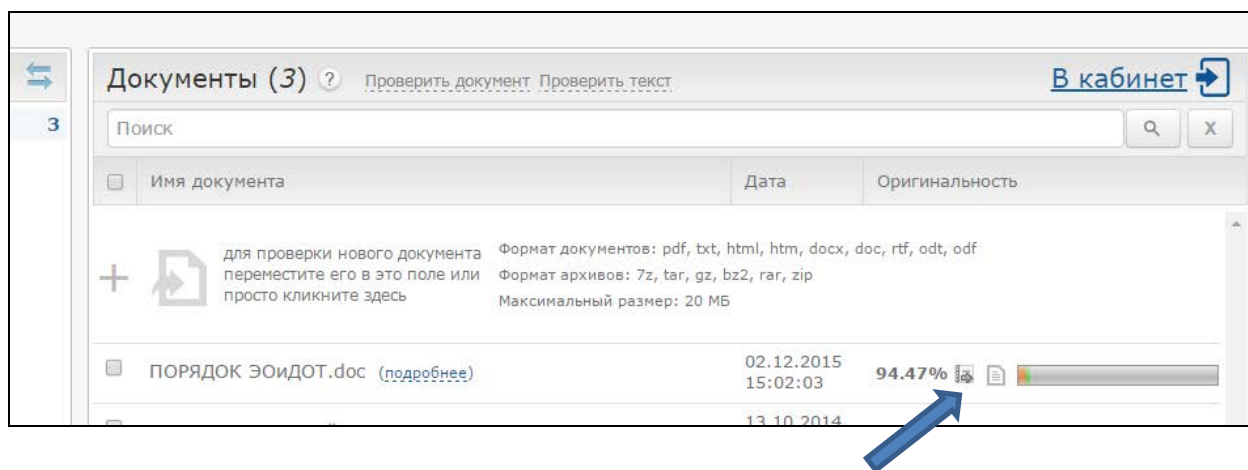 Документы (3) ? Проверить документ Проверить текст В кабинет
3
Поиск X
Имя документа Дата Оригинальность
для проверки нового документа Формат документов: pdf, txt, html, htm, docx, doc, rtf, odt, odf
переместите его в это поле или Формат архивов: 7z, tar, gz, bz2, rar, zip
просто кликните здесь Максимальный размер: 20 МБ
ПОРЯДОК ЭОиДОТ.doc (подробнее) 02.12.2015 94.47%
15:02:03
13.10.2014